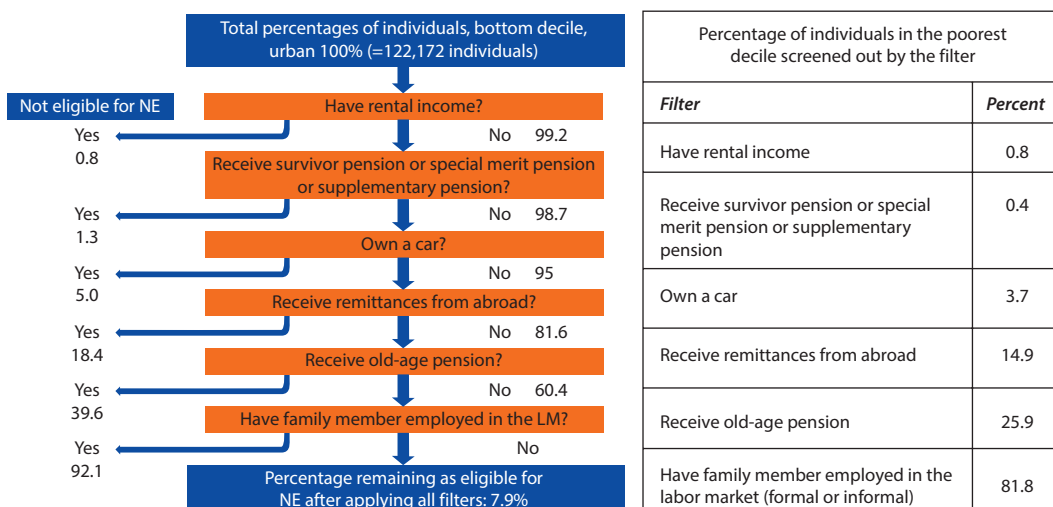 Total percentages of individuals, bottom decile,
urban 100% (=122,172 individuals)
Not eligible for NE
Have rental income?
Yes
0.8
No 99.2
Receive survivor pension or special merit pension
or supplementary pension?
Yes
1.3
No 98.7
Own a car?
Yes
5.0
No 95
Receive remittances from abroad?
Yes
18.4
No 81.6
Receive old-age pension?
Yes
39.6
No 60.4
Have family member employed in the LM?
Yes
92.1
No
Percentage remaining as eligible for
NE after applying all filters: 7.9%
Percentage of individuals in the poorest
decile screened out by the filter
Filter Percent
Have rental income 0.8
Receive survivor pension or special 0.4
merit pension or supplementary
pension
Own a car 3.7
Receive remittances from abroad 14.9
Receive old-age pension 25.9
Have family member employed in the 81.8
labor market (formal or informal)